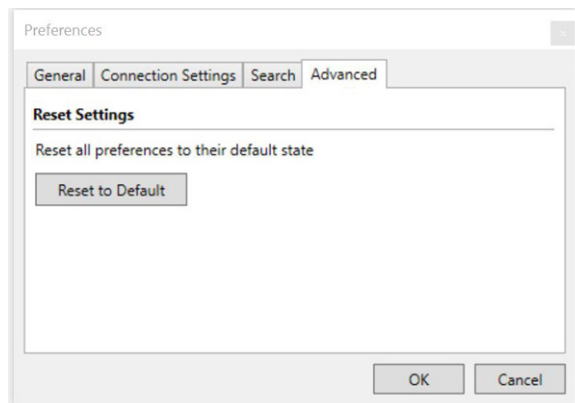 Preferences
x
General Connection Settings Search Advanced
Reset Settings
Reset all preferences to their default state
Reset to Default
OK Cancel